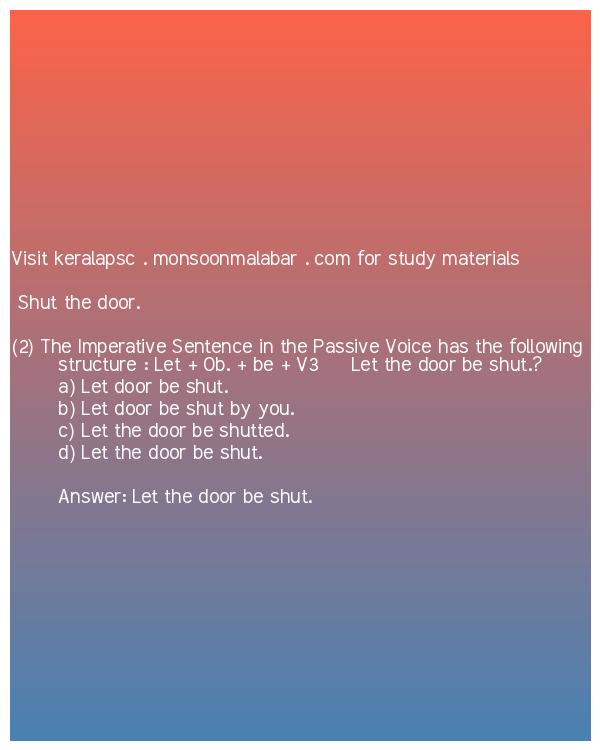 Visit keralapsc . monsoonmalabar . com for study materials
Shut the door.
(2) The Imperative Sentence in the Passive Voice has the following
structure : Let + Ob. + be + V3 Let the door be shut.?
a) Let door be shut.
b) Let door be shut by you.
c) Let the door be shutted.
d) Let the door be shut.
Answer: Let the door be shut.